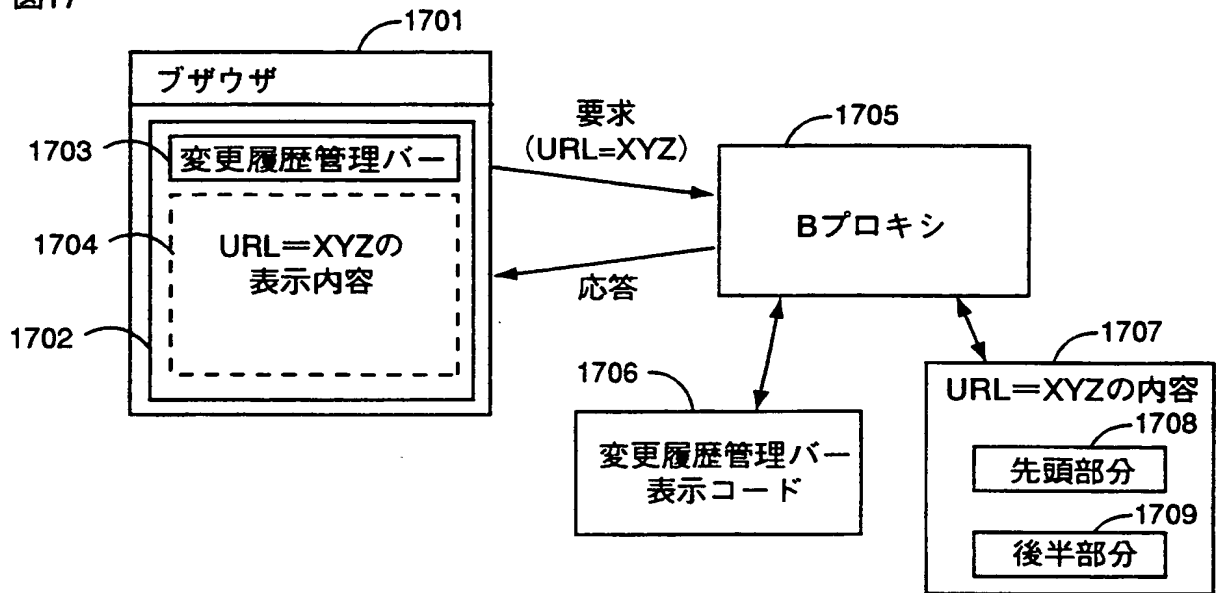 図17
1701
ブザウザ
1703
変更履歴管理バー
1704
URL=XYZの
表示内容
1702
要求
(URL=XYZ)
応答
1705
Bプロキシ
1706
変更履歴管理バー
表示コード
1707
URL=XYZの内容
1708
先頭部分
1709
後半部分